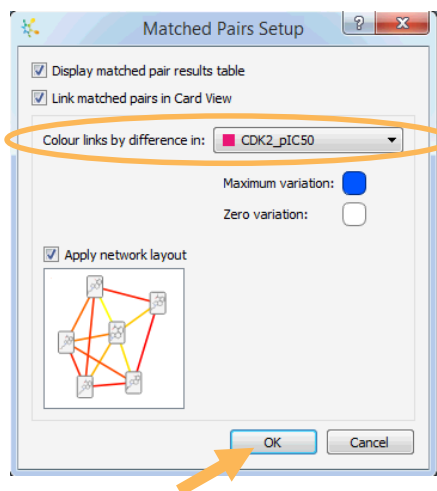 Matched Pairs Setup
Display matched pair results table
Link matched pairs in Card View
Colour links by difference in: CDK2_pIC50
Maximum variation:
Zero variation:
Apply network layout
OK Cancel